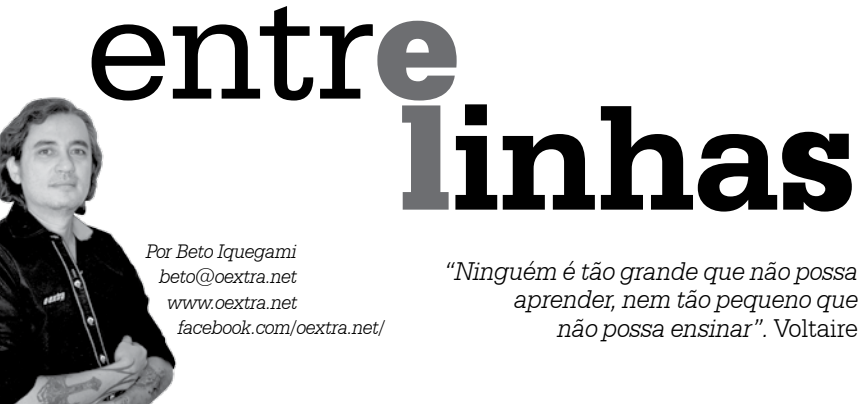 entre
linhas
Por Beto Iquegami
beto@oextra.net
www.oextra.net
facebook.com/oextra.net/
“Ninguém é tão grande que não possa
aprender, nem tão pequeno que
não possa ensinar”. Voltaire